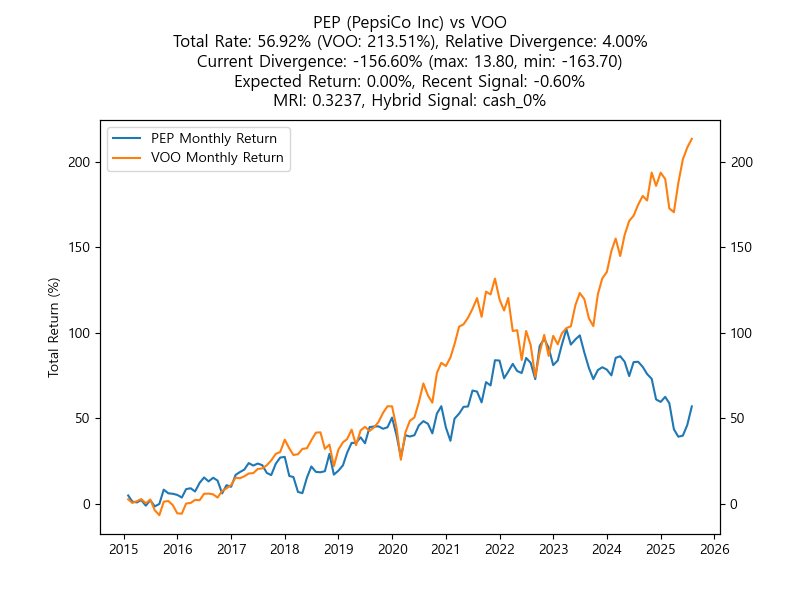 PEP (PepsiCo Inc) vs VOO
Total Rate: 56.92% (VOO: 213.51%), Relative Divergence: 4.00%
Current Divergence: -156.60% (max: 13.80, min: -163.70)
Expected Return: 0.00%, Recent Signal: -0.60%
MRI: 0.3237, Hybrid Signal: cash_0%
PEP Monthly Return
VOO Monthly Return
Total Return (%)
200
150
100
50
0
200
150
100
50
0
2015 2016 2017 2018 2019 2020 2021 2022 2023 2024 2025 2026